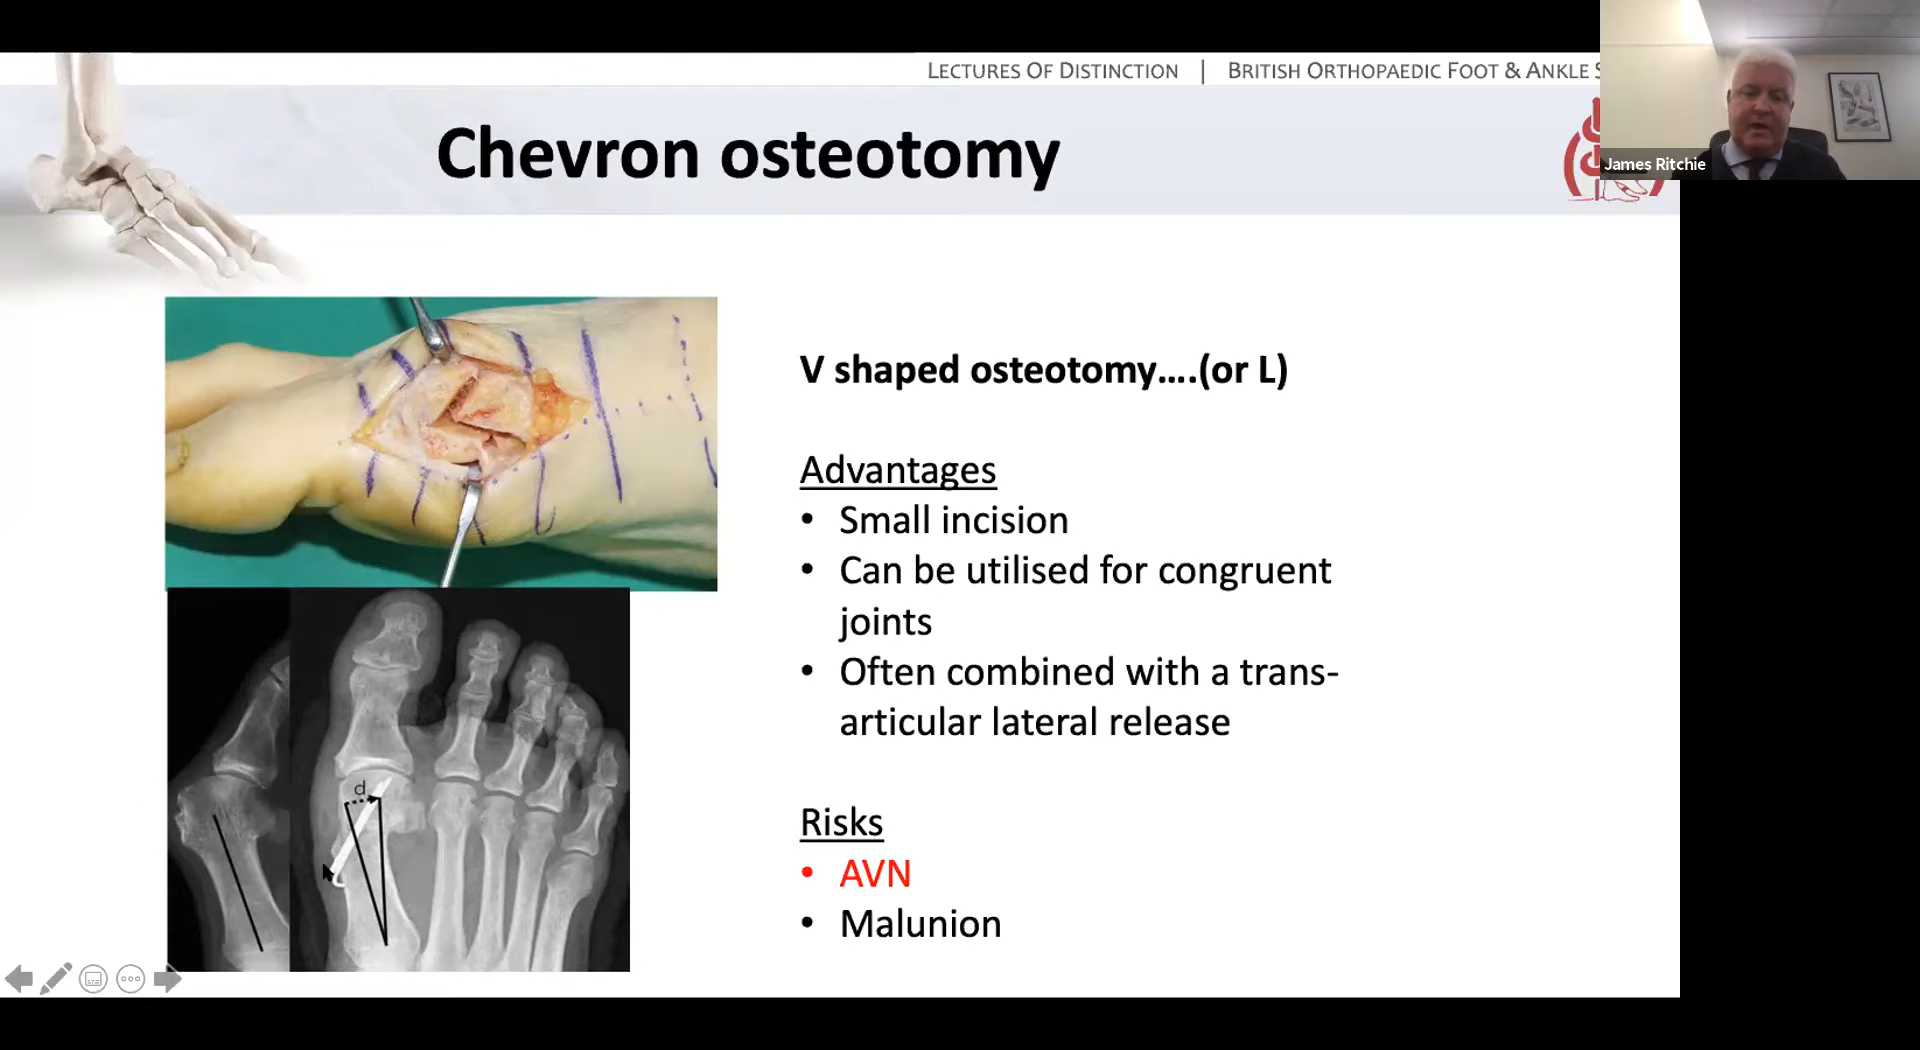 LECTURES OF DISTINCTION | BRITISH ORTHOPAEDIC FOOT & ANKLE
Chevron osteotomy
James Ritchie
V shaped osteotomy....(or L)
Advantages
• Small incision
• Can be utilised for congruent
joints
• Often combined with a trans-
articular lateral release
d
Risks
• AVN
• Malunion